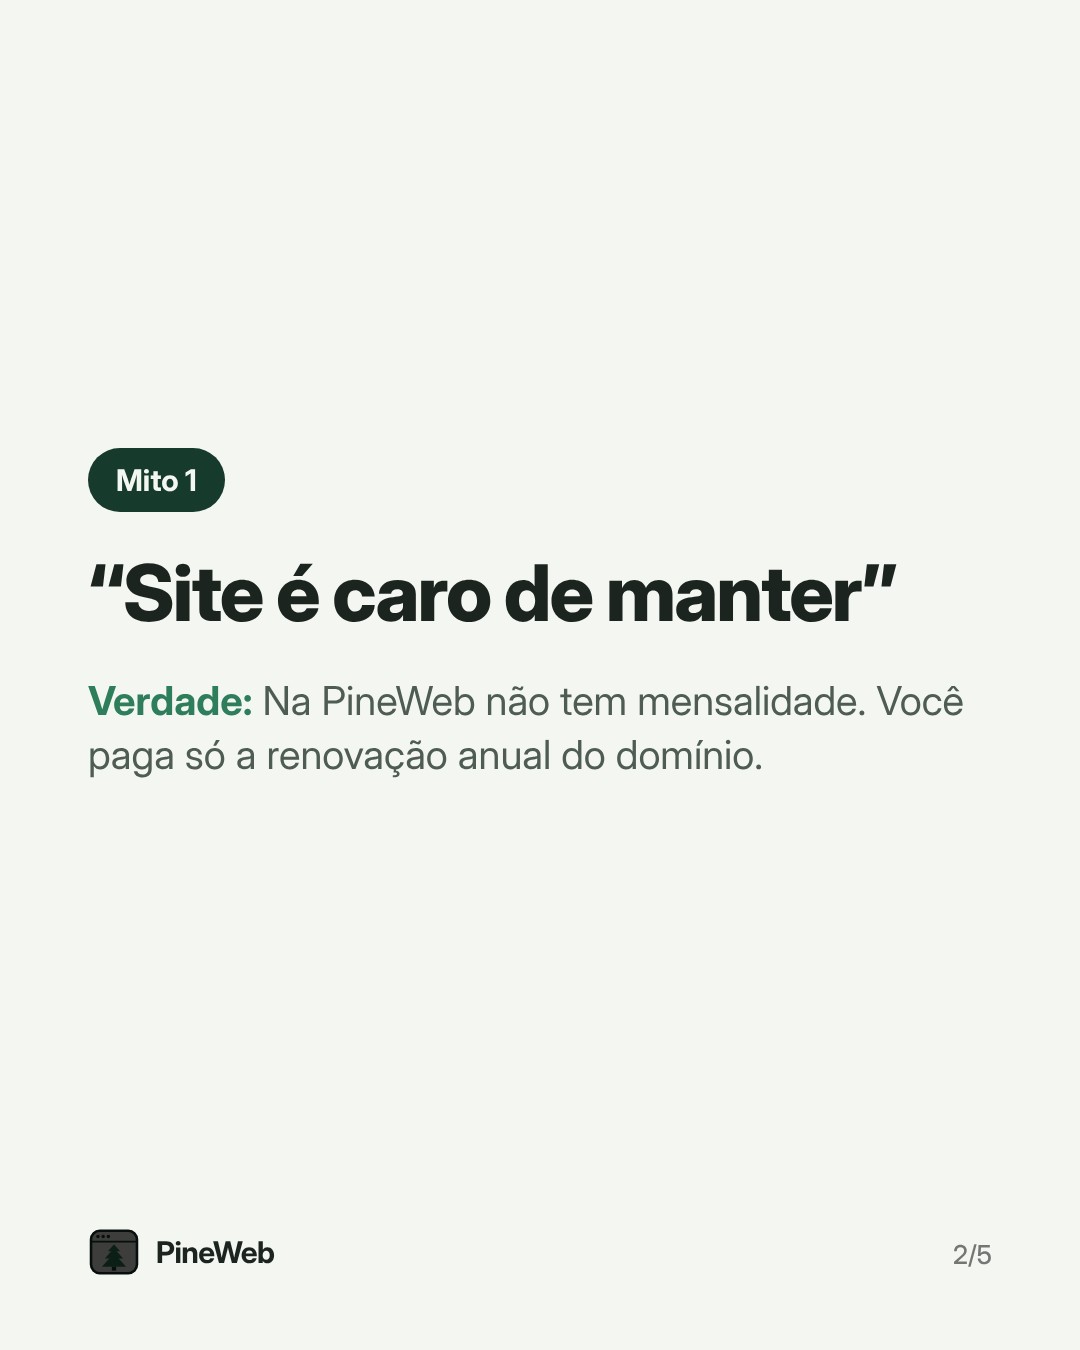 Mito 1
“Site é caro de manter”
Verdade: Na PineWeb não tem mensalidade. Você
paga só a renovação anual do domínio.
PineWeb
2/5